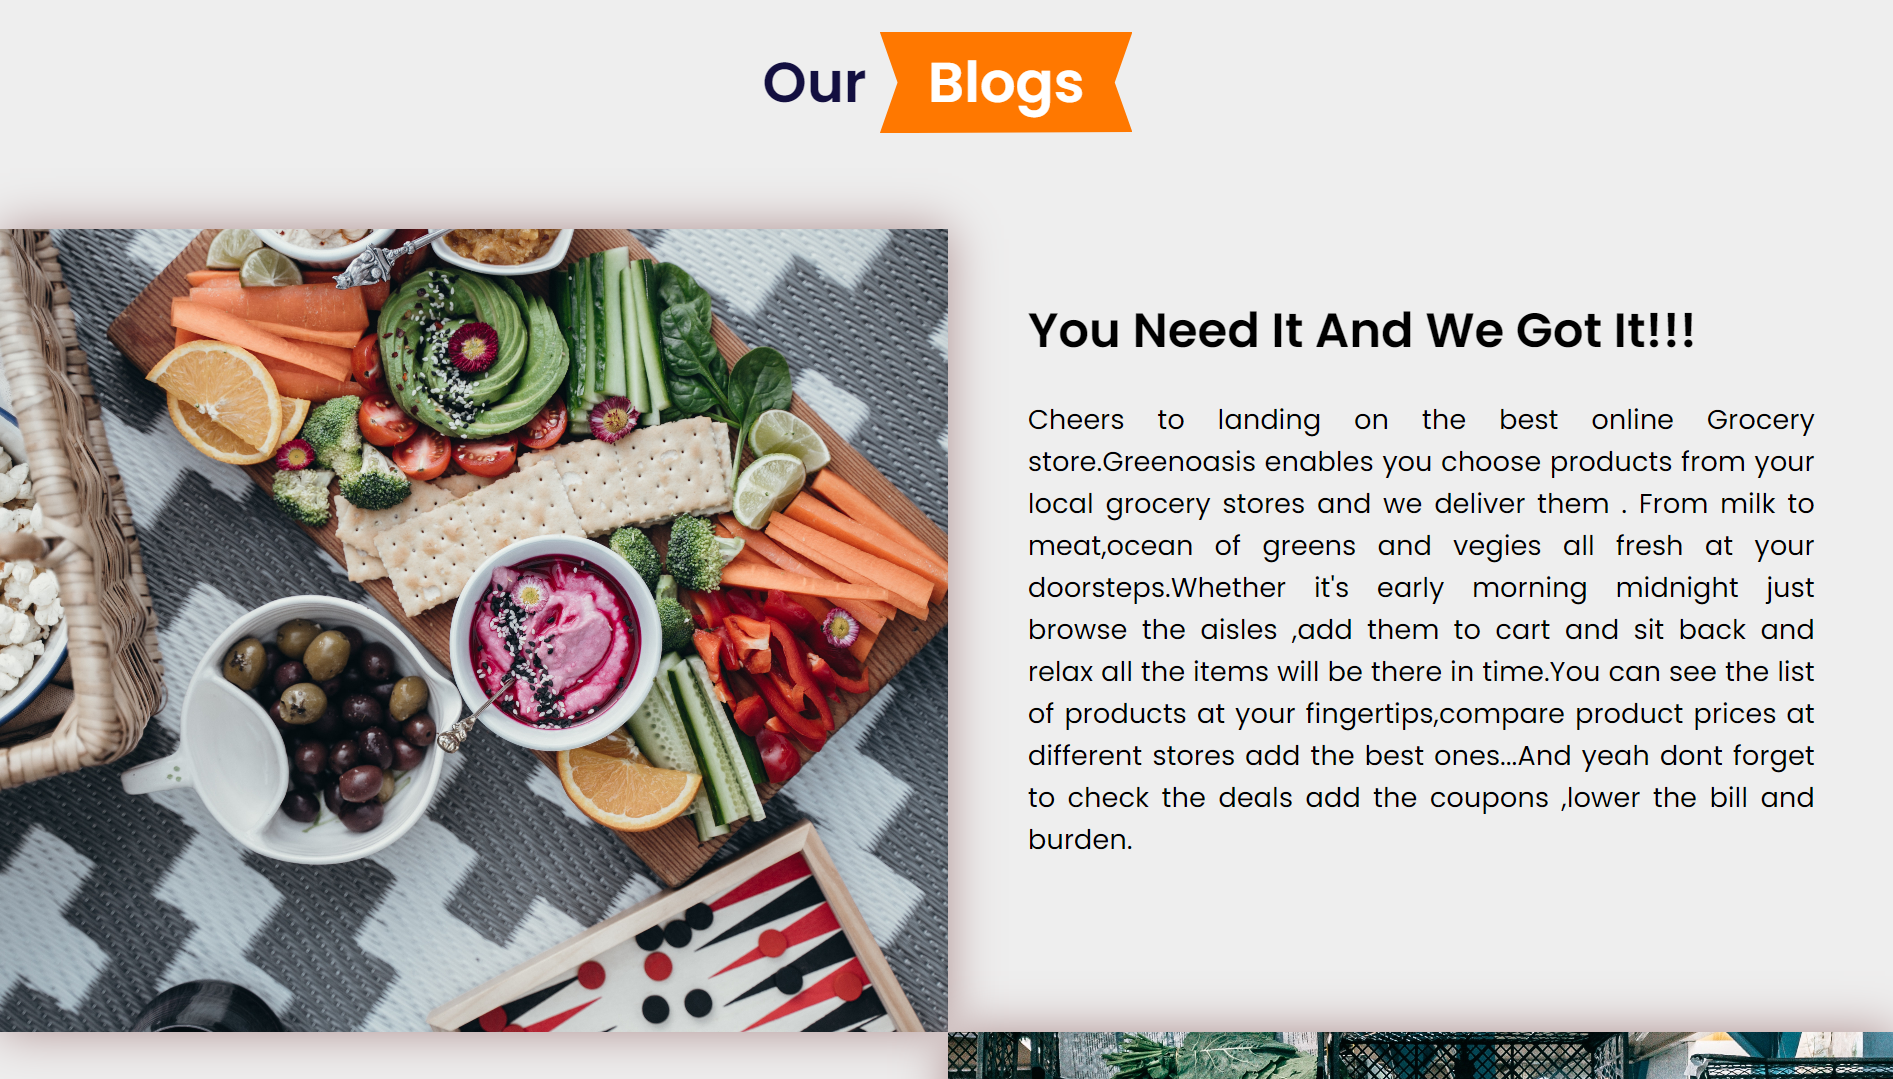 Our Blogs
You Need It And We Got It!!!
Cheers to landing on the best online Grocery
store.Greenoasis enables you choose products from your
local grocery stores and we deliver them . From milk to
meat,ocean of greens and vegies all fresh at your
doorsteps.Whether it's early morning midnight just
browse the aisles ,add them to cart and sit back and
relax all the items will be there in time.You can see the list
of products at your fingertips,compare product prices at
different stores add the best ones...And yeah dont forget
to check the deals add the coupons ,lower the bill and
burden.